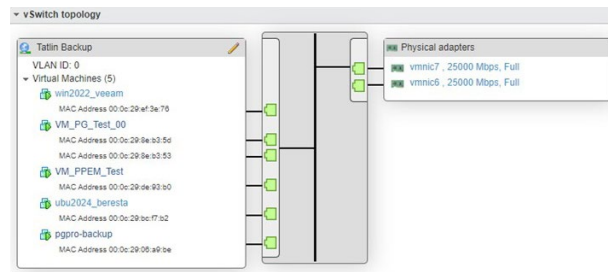 vSwitch topology
Tatlin Backup
VLAN ID: 0
Virtual Machines (5)
win2022_veeam
MAC Address 00:0c:29:ef:3e:76
VM_PG_Test_00
MAC Address 00:0c:29:8e:b3:5d
MAC Address 00:0c:29:8e:b3:53
VM_PPEM_Test
MAC Address 00:0c:29:de:93:b0
ubu2024_beresta
MAC Address 00:0c:29:bc:f7:b2
pgpro-backup
MAC Address 00:0c:29:06:a9:be
Physical adapters
vmnic7 , 25000 Mbps, Full
vmnic6 , 25000 Mbps, Full